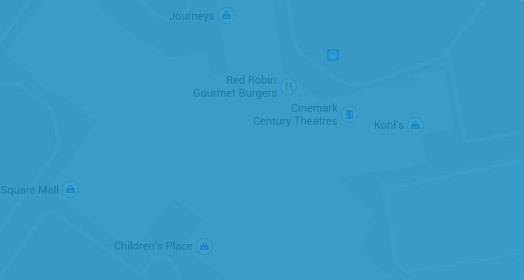 Journeys
Red Robin
Gourmet Burgers
Cinemark
Century Theatres
Kohl's
Square Mall
Children's Place